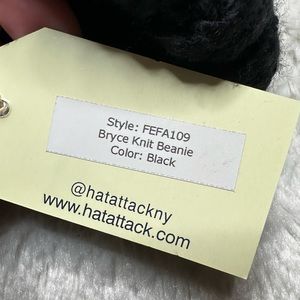 Style: FEFA109
Bryce Knit Beanie
Color: Black
@hatattackny
www.hatattack.com